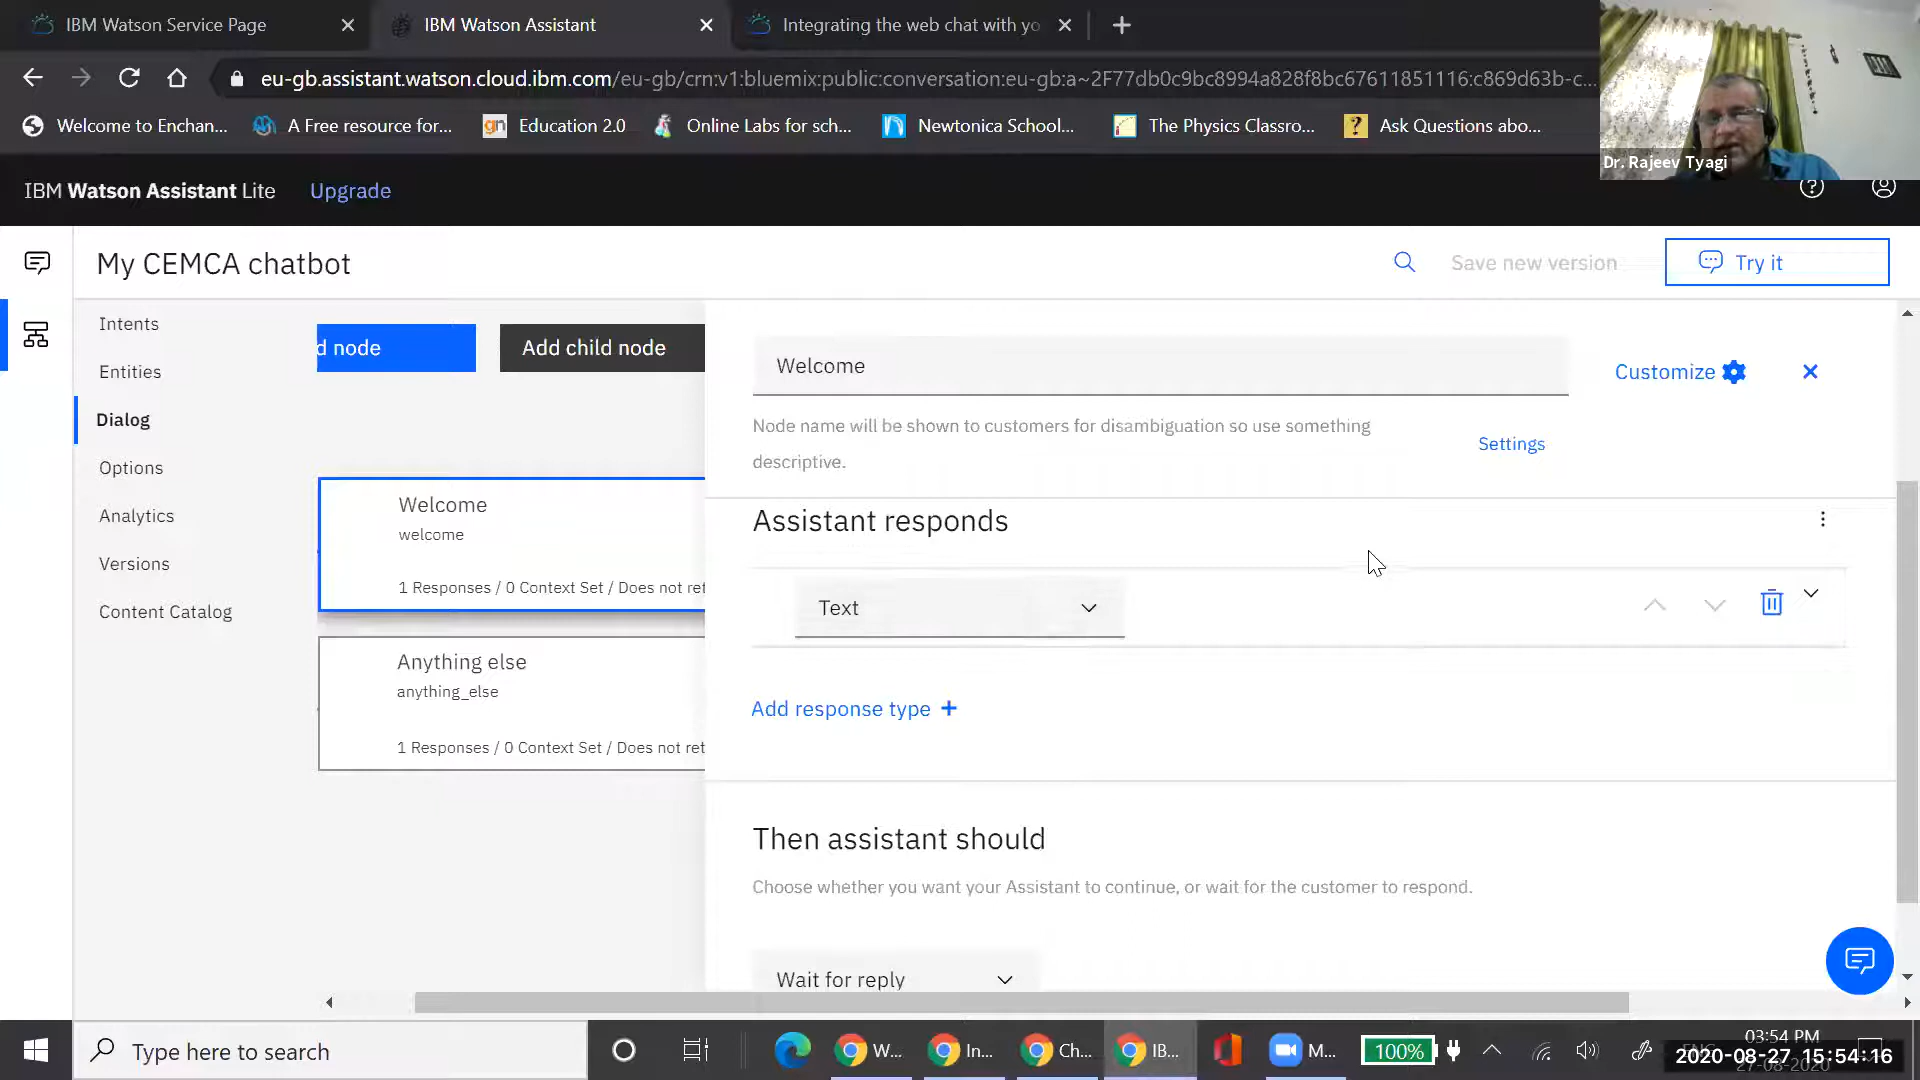 IBM Watson Service Page
IBM Watson Assistant
Integrating the web chat with yo
eu-gb.assistant.watson.cloud.ibm.com/eu-gb/crn:v1:bluemix:public:conversation:eu-gb:a~2F77db0c9bc8994a828f8bc67611851116:c869d63b-c...
Welcome to Enchan...
A Free resource for...
gn Education 2.0
Online Labs for sch...
Newtonica School...
The Physics Classro...
Ask Questions abo...
Dr. Rajeev Tyagi
IBM Watson Assistant Lite
Upgrade
My CEMCA chatbot
Save new version
Try it
Intents
Entities
Dialog
Options
Analytics
Versions
Content Catalog
d node
Add child node
Welcome
welcome
1 Responses / 0 Context Set / Does not ret
Anything else
anything_else
1 Responses / 0 Context Set / Does not ret
Welcome
Customize
Node name will be shown to customers for disambiguation so use something
descriptive.
Settings
Assistant responds
Text
Add response type +
Then assistant should
Choose whether you want your Assistant to continue, or wait for the customer to respond.
Wait for reply
Type here to search
W...
In...
Ch...
IB...
M...
100%
03:54 PM
2020-08-27 15:54:16
27-08-2020